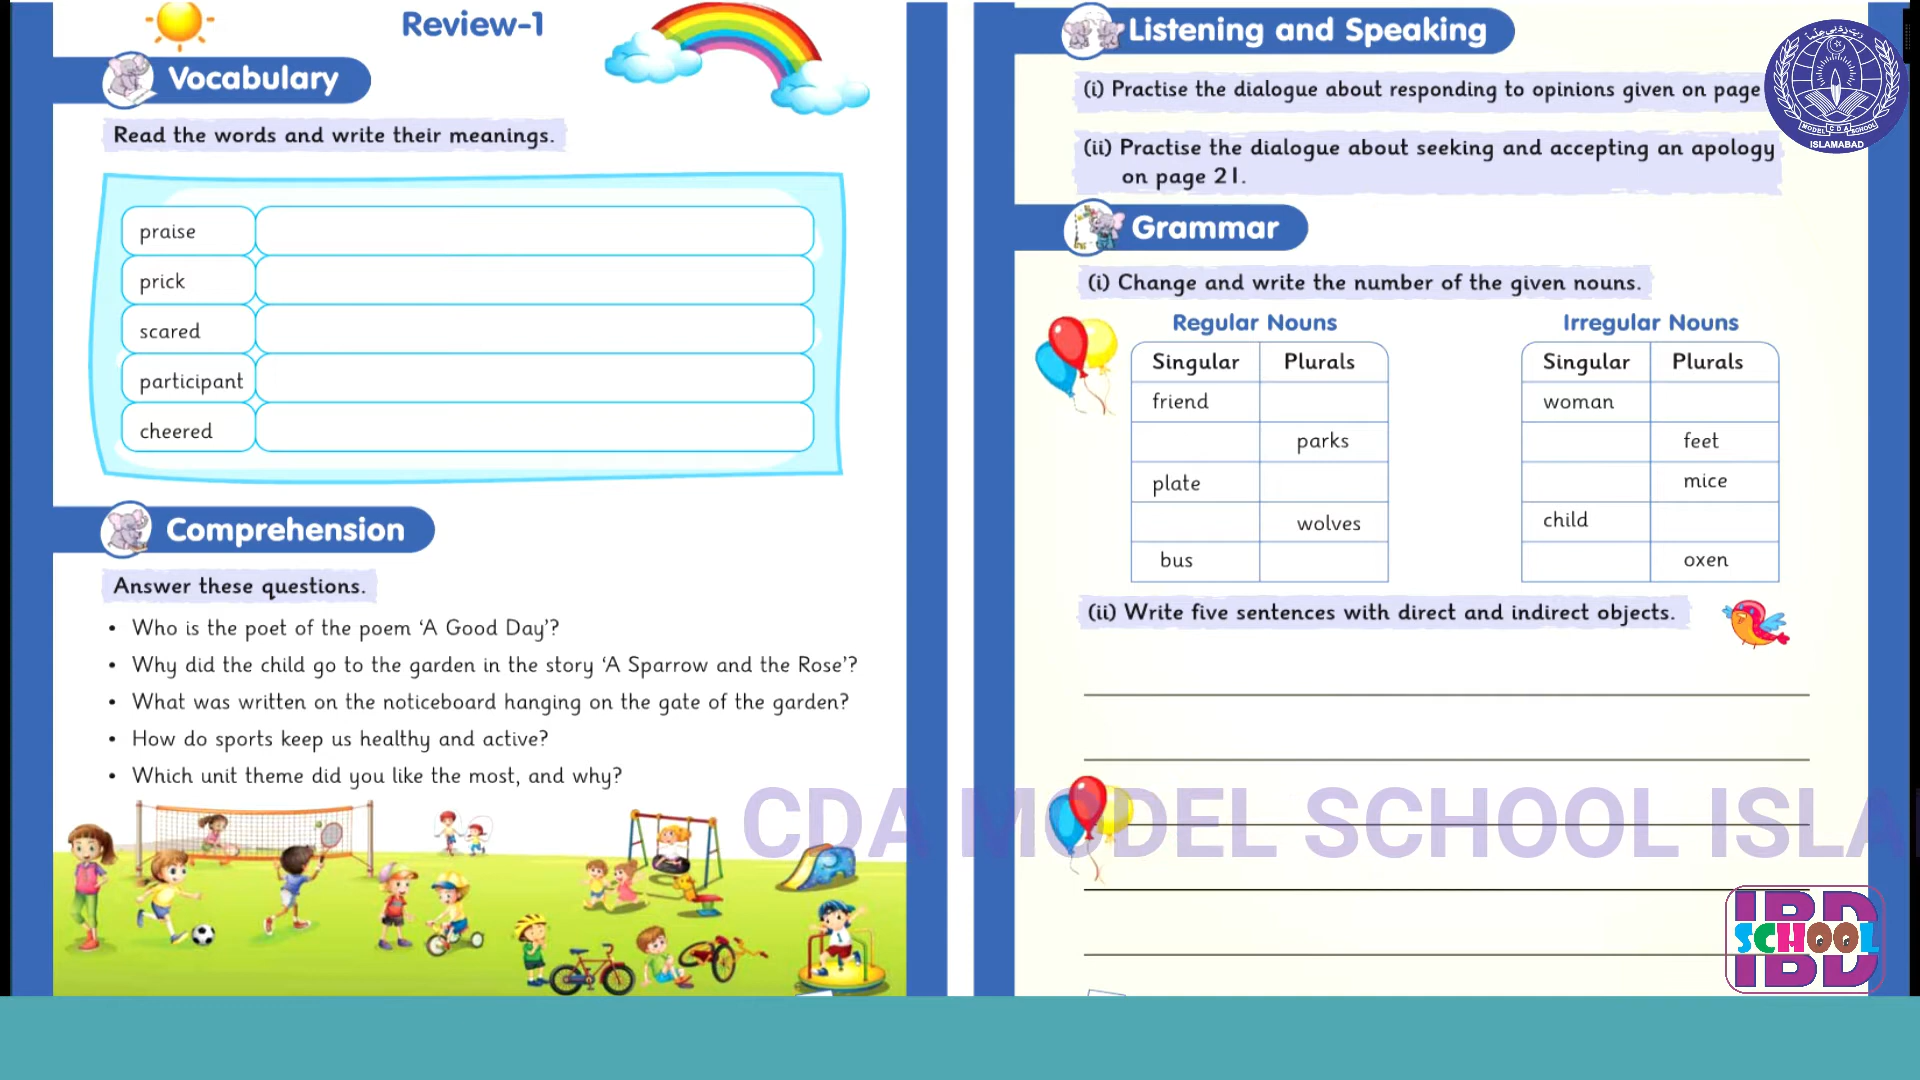 Review-1
Vocabulary
Read the words and write their meanings.
praise
prick
scared
participant
cheered
Comprehension
Answer these questions.
• Who is the poet of the poem ‘A Good Day’?
• Why did the child go to the garden in the story ‘A Sparrow and the Rose’?
• What was written on the noticeboard hanging on the gate of the garden?
• How do sports keep us healthy and active?
• Which unit theme did you like the most, and why?
Listening and Speaking
(i) Practise the dialogue about responding to opinions given on page
(ii) Practise the dialogue about seeking and accepting an apology
on page 21.
Grammar
(i) Change and write the number of the given nouns.
Regular Nouns
Singular Plurals
friend
parks
plate
wolves
bus
Irregular Nouns
Singular Plurals
woman
feet
mice
child
oxen
(ii) Write five sentences with direct and indirect objects.
CDA MODEL SCHOOL ISLA
MODEL CDA SCHOOL
ISLAMABAD
IBD
SCHOOL
IBD